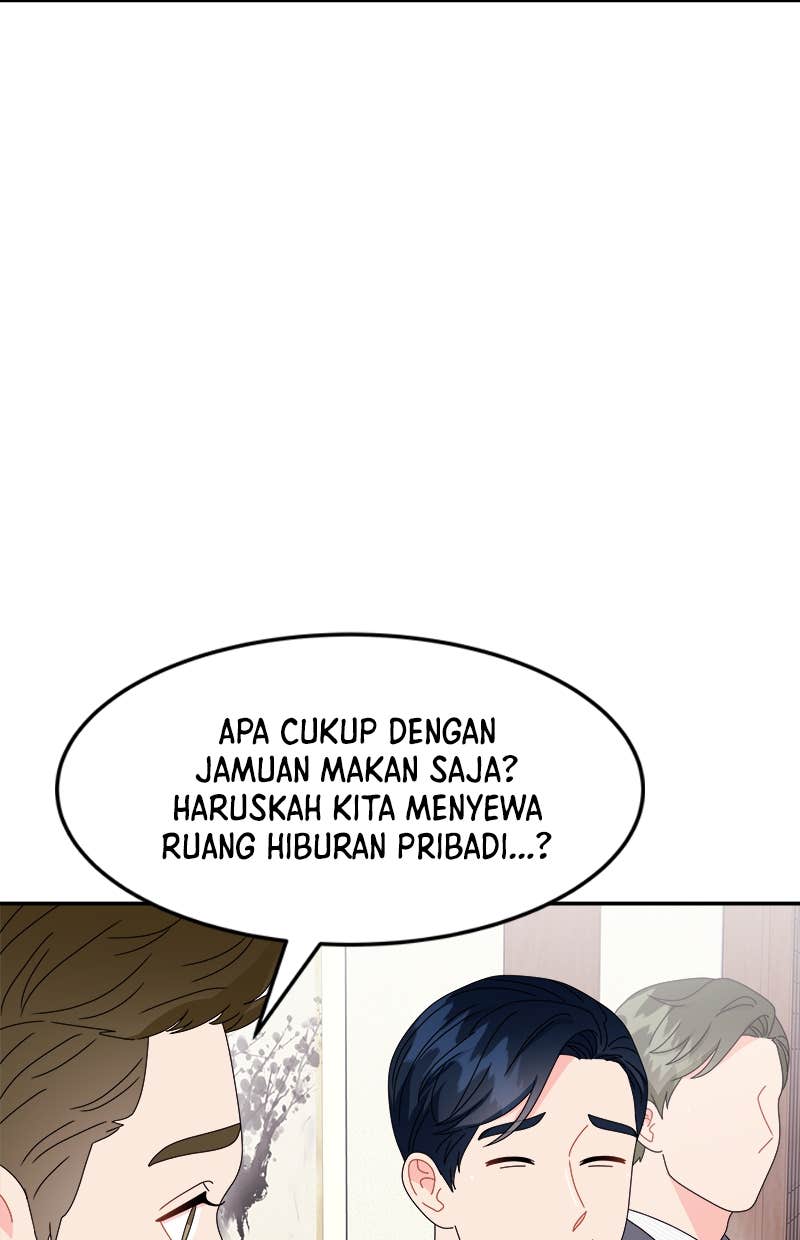 APA CUKUP DENGAN
JAMUAN MAKAN SAJA?
HARUSKAH KITA MENYEWA
RUANG HIBURAN PRIBADI...?